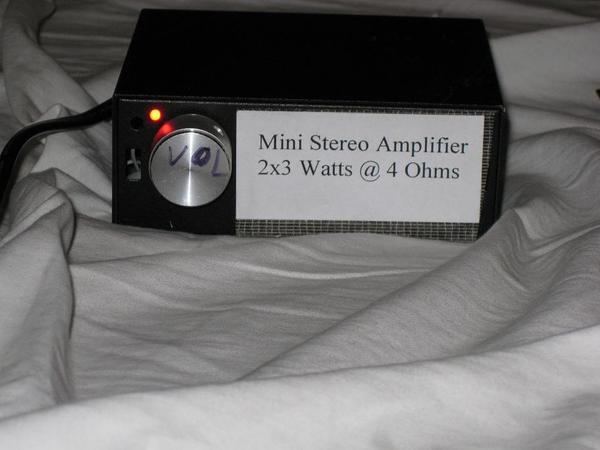 VOL
Mini Stereo Amplifier
2x3 Watts @ 4 Ohms